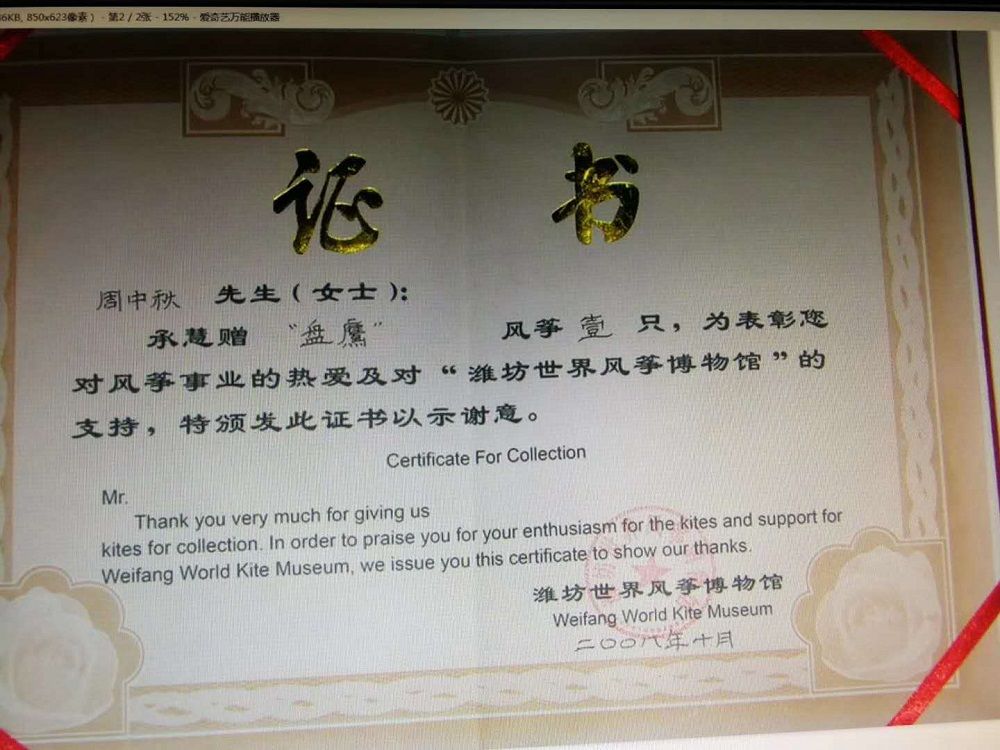 6KB, 850x623像素） - 第2 / 2张 - 152% - 爱奇艺万能播放器
证书
周中秋 先生（女士）：
承慧赠 “盘鹰” 风筝 壹 只，为表彰您
对风筝事业的热爱及对“潍坊世界风筝博物馆”的
支持，特颁发此证书以示谢意。
Certificate For Collection
Mr.
Thank you very much for giving us
kites for collection. In order to praise you for your enthusiasm for the kites and support for
Weifang World Kite Museum, we issue you this certificate to show our thanks.
潍坊世界风筝博物馆
Weifang World Kite Museum
二〇〇八年十月